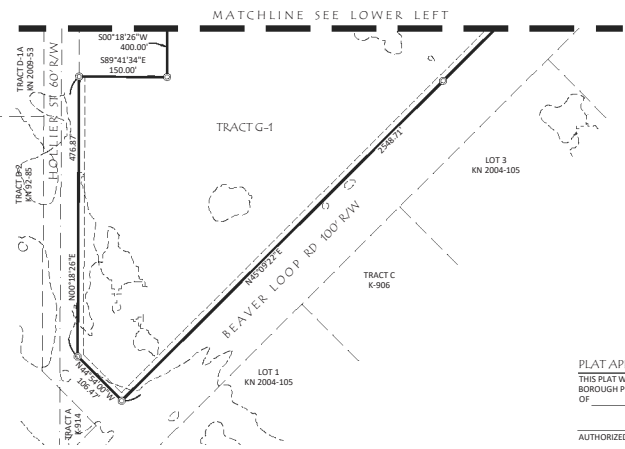 MATCHLINE SEE LOWER LEFT
S00°18'26"W
400.00'
S89°41'34"E
150.00'
TRACT D-1A
KN 2009-53
HOLLIER ST 60' R/W
TRACT G-1
476.87'
2548.71'
LOT 3
KN 2004-105
TRACT B-2
KN 92-85
N00°18'26"E
N45°09'22"E
BEAVER LOOP RD 100' R/W
TRACT C
K-906
N44°54'00"W
106.47'
LOT 1
KN 2004-105
TRACT A
K-914
PLAT AP
THIS PLAT W
BOROUGH P
OF
AUTHORIZED